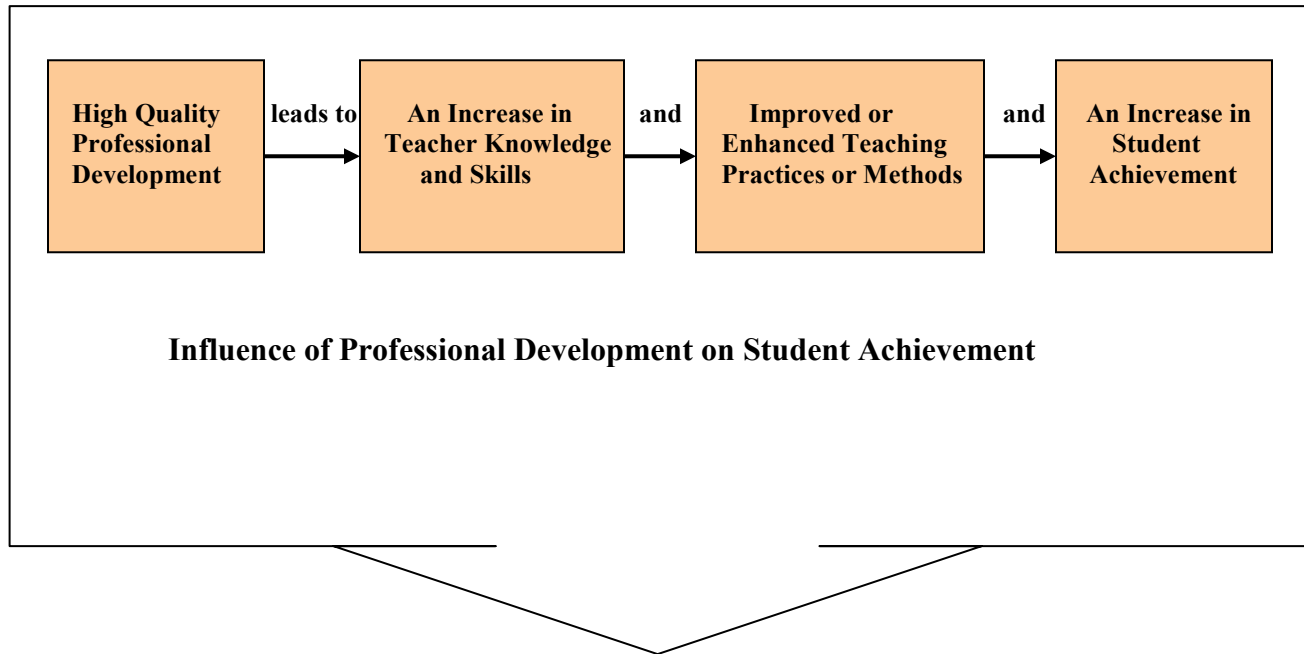 High Quality
Professional
Development
leads to
An Increase in
Teacher Knowledge
and Skills
and
Improved or
Enhanced Teaching
Practices or Methods
and
An Increase in
Student
Achievement
Influence of Professional Development on Student Achievement